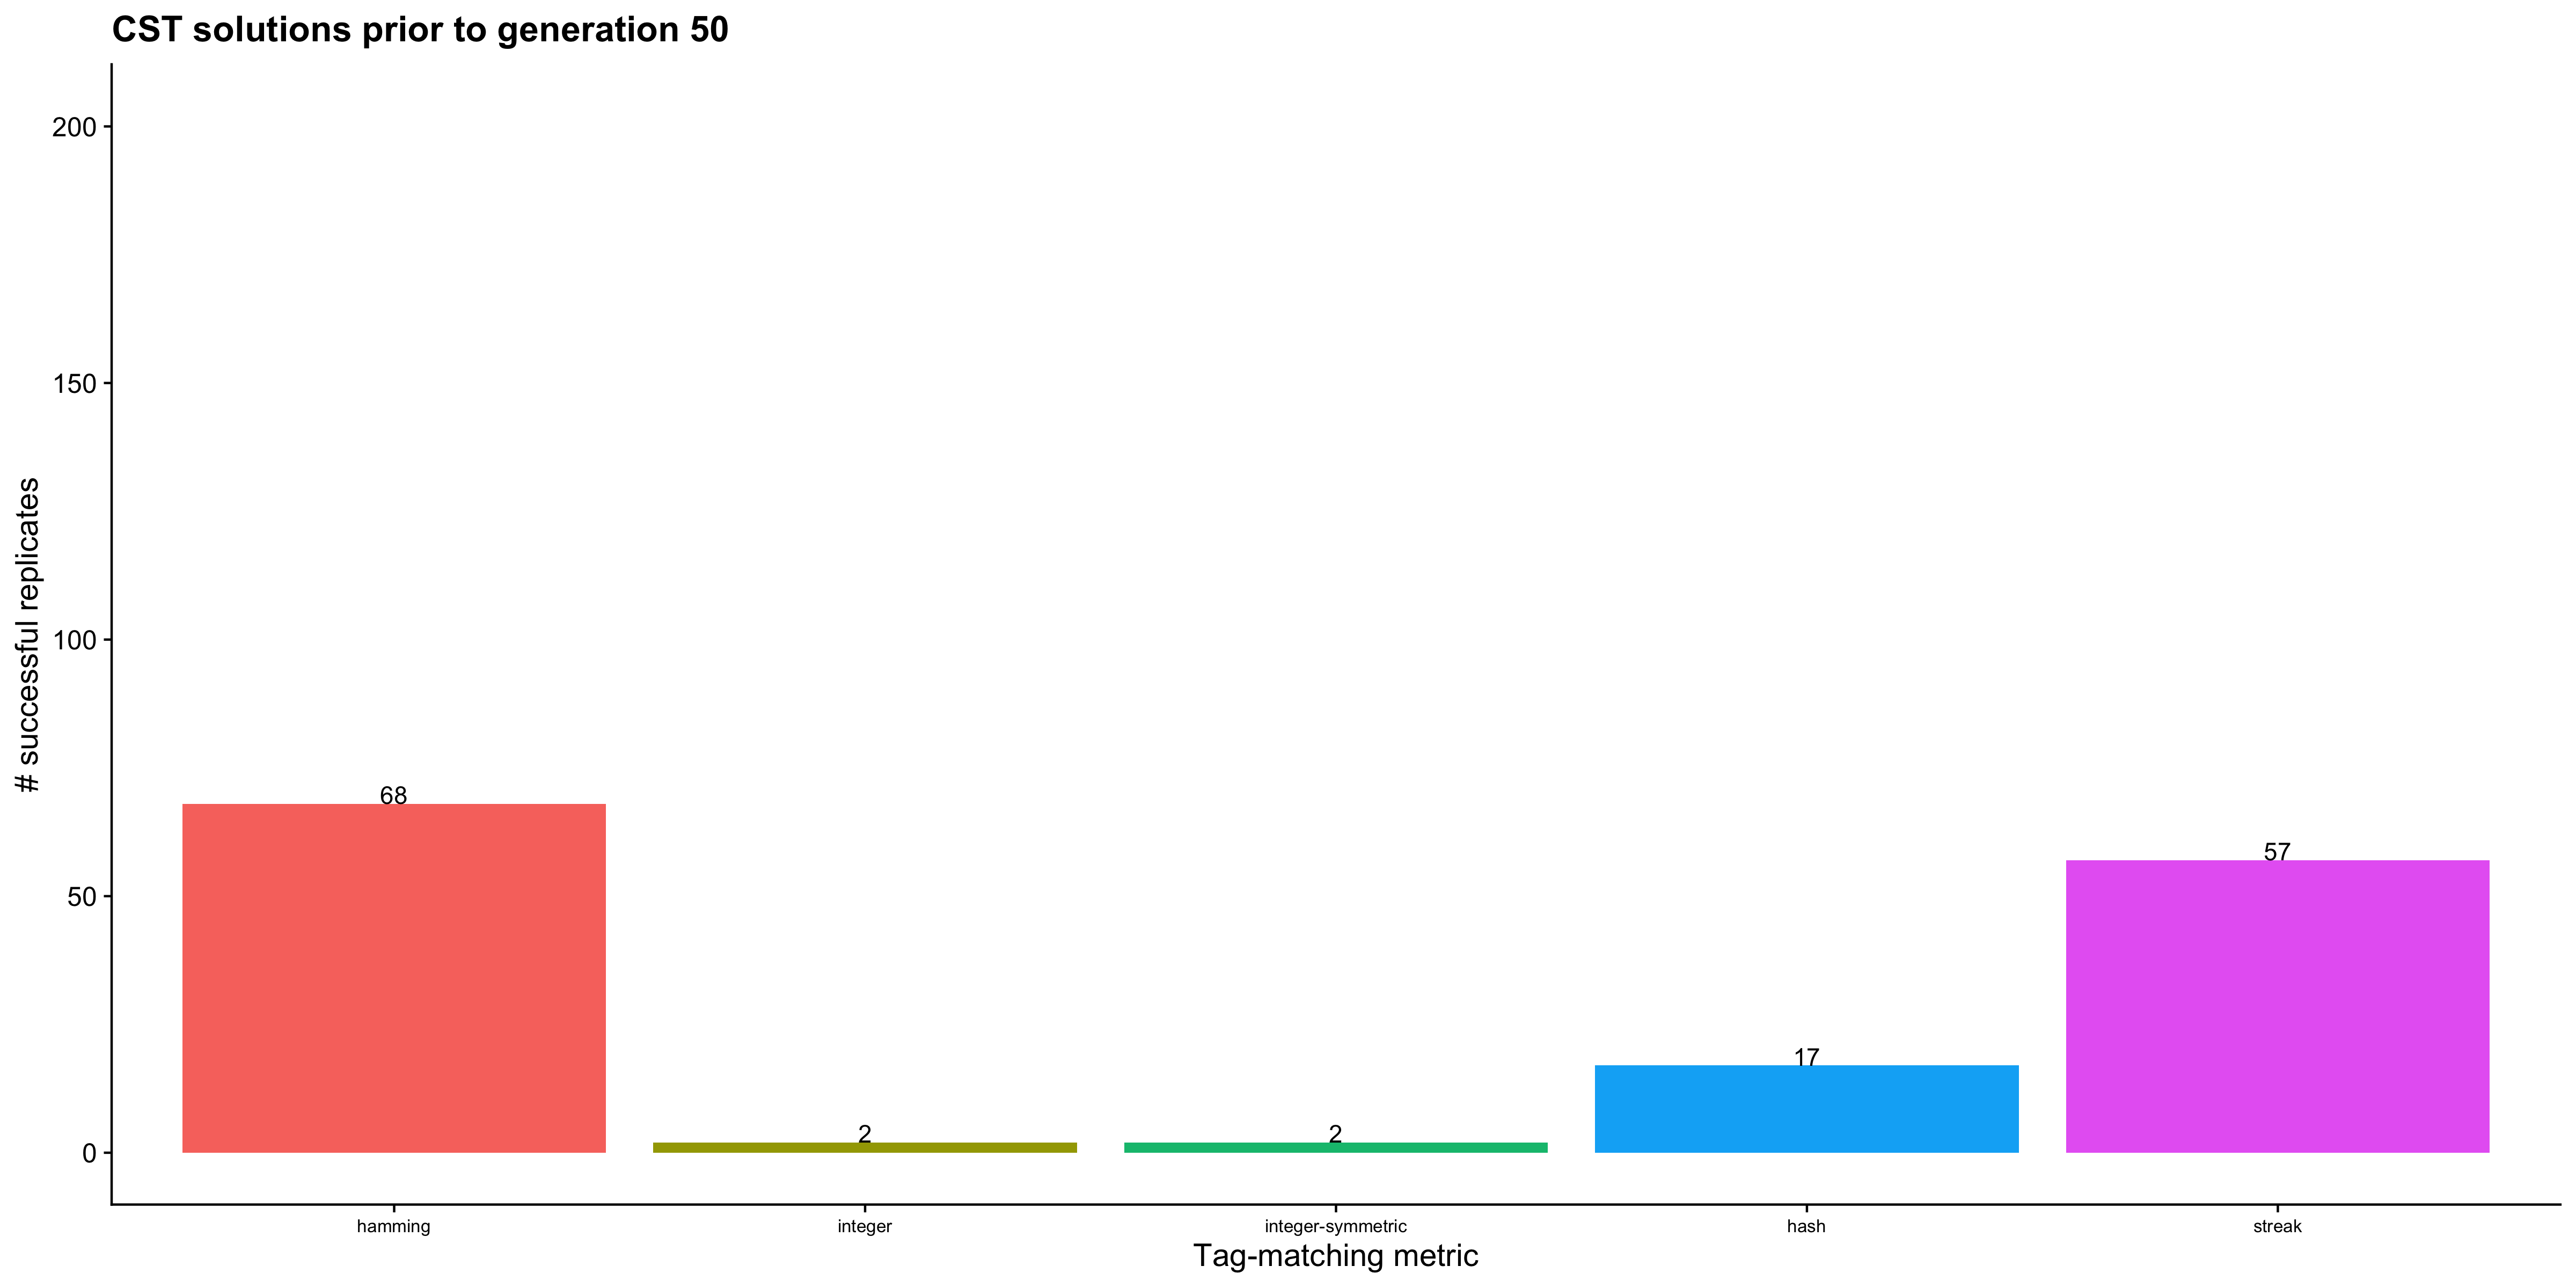 CST solutions prior to generation 50
200
150
100
50
0
# successful replicates
68
2
2
17
57
hamming
integer
integer-symmetric
hash
streak
Tag-matching metric